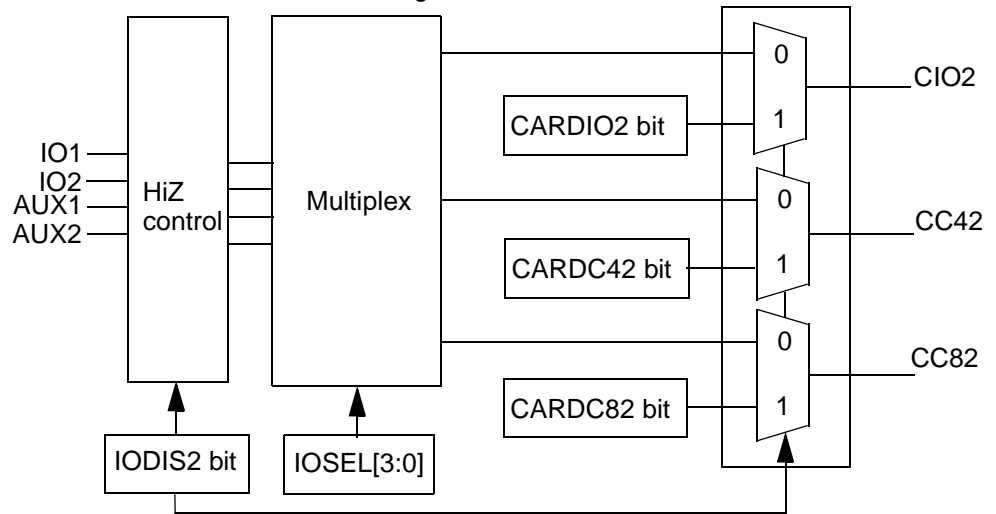 0
CIO2
CARDIO2 bit
1
IO1
IO2
AUX1
AUX2
HiZ
control
Multiplex
0
CC42
CARDC42 bit
1
0
CC82
CARDC82 bit
1
IODIS2 bit
IOSEL[3:0]